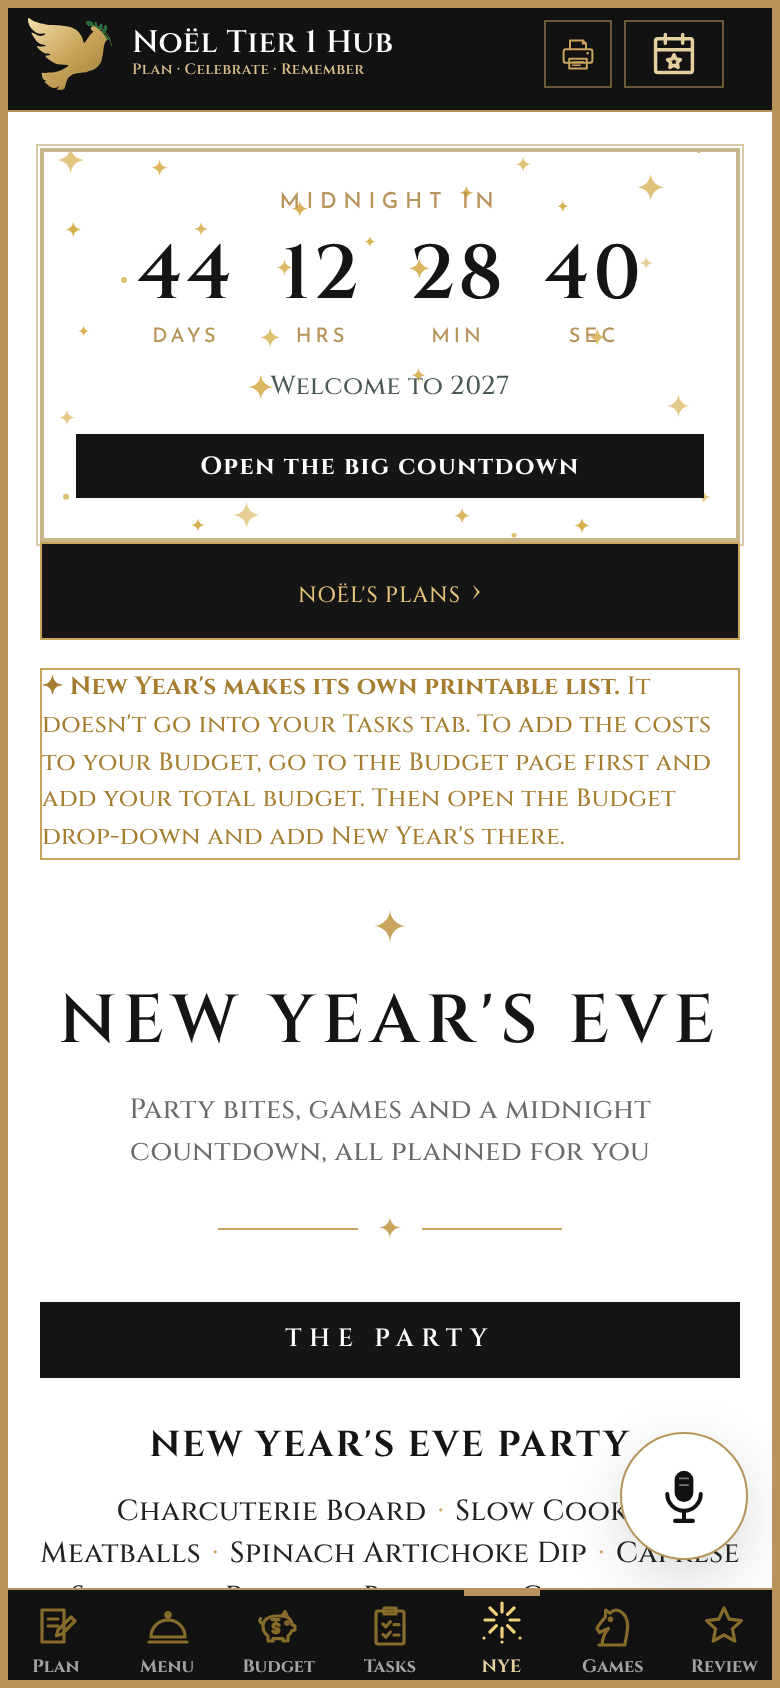 Noël Tier 1 Hub
Plan · Celebrate · Remember
MIDNIGHT IN
44 12 28 40
DAYS HRS MIN SEC
Welcome to 2027
Open the big countdown
NOËL'S PLANS ›
✦ New Year's makes its own printable list. It
doesn't go into your Tasks tab. To add the costs
to your Budget, go to the Budget page first and
add your total budget. Then open the Budget
drop-down and add New Year's there.
NEW YEAR'S EVE
Party bites, games and a midnight
countdown, all planned for you
THE PARTY
NEW YEAR'S EVE PARTY
Charcuterie Board · Slow
Meatballs · Spinach Artichoke Dip ·
Plan Menu Budget Tasks NYE Games Review